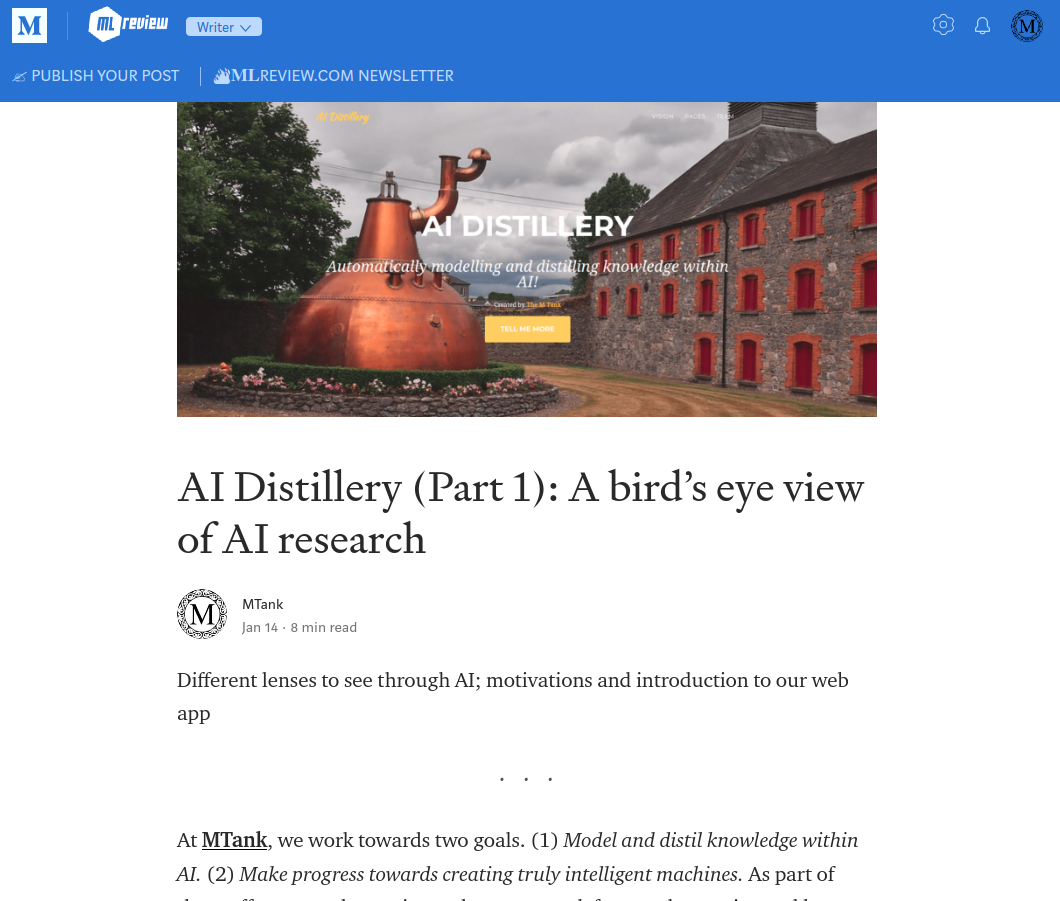 M
ML review
Writer
M
PUBLISH YOUR POST
MLREVIEW.COM NEWSLETTER
AI Distillery
VISION PAGES TEAM
AI DISTILLERY
Automatically modelling and distilling knowledge within
AI!
Created by The M Tank
TELL ME MORE
AI Distillery (Part 1): A bird’s eye view
of AI research
M
MTank
Jan 14 · 8 min read
Different lenses to see through AI; motivations and introduction to our web
app
. . .
At MTank, we work towards two goals. (1) Model and distil knowledge within
AI. (2) Make progress towards creating truly intelligent machines. As part of